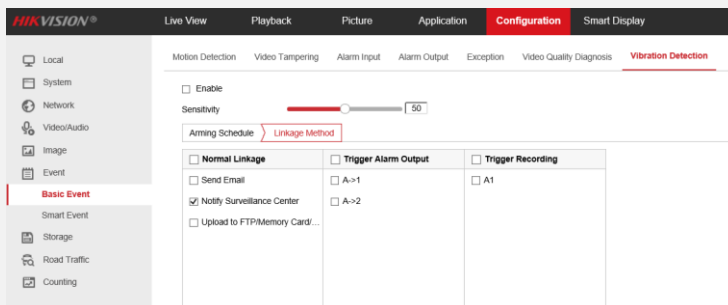 HIKVISION® Live View Playback Picture Application Configuration Smart Display
Motion Detection Video Tampering Alarm Input Alarm Output Exception Video Quality Diagnosis Vibration Detection
Local
System
Network
Video/Audio
Image
Event
Basic Event
Smart Event
Storage
Road Traffic
Counting
Enable
Sensitivity 50
Arming Schedule Linkage Method
Normal Linkage Trigger Alarm Output Trigger Recording
Send Email A->1 A1
Notify Surveillance Center A->2
Upload to FTP/Memory Card/...